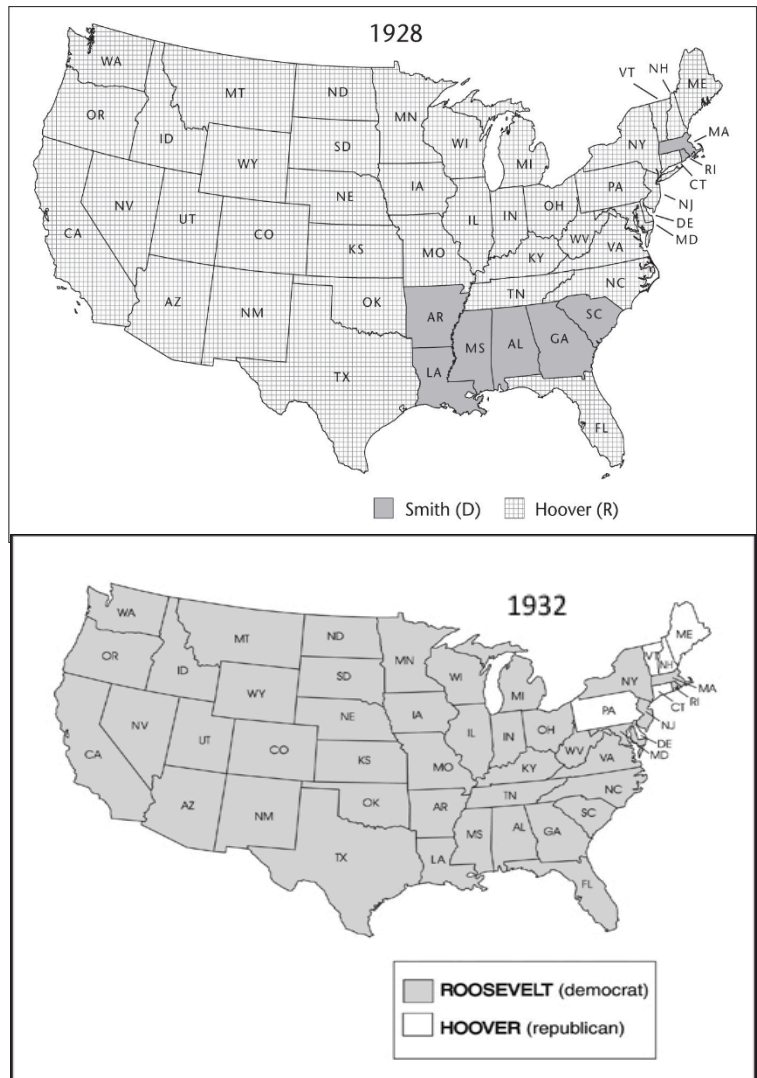 1928
WA
MT
ND
MN
OR
ID
WY
SD
WI
MI
NY
VT
NH
ME
MA
RI
CT
NJ
DE
MD
NV
UT
CO
NE
IA
IL
IN
OH
PA
WV
VA
CA
KS
MO
KY
NC
AZ
NM
OK
AR
TN
SC
TX
LA
MS
AL
GA
FL
Smith (D) Hoover (R)
1932
WA
MT
ND
MN
OR
ID
WY
SD
WI
MI
NY
VT
NH
ME
MA
RI
CT
NJ
DE
MD
NV
UT
CO
NE
IA
IL
IN
OH
PA
WV
VA
CA
KS
MO
KY
NC
AZ
NM
OK
AR
TN
SC
TX
LA
MS
AL
GA
FL
ROOSEVELT (democrat)
HOOVER (republican)